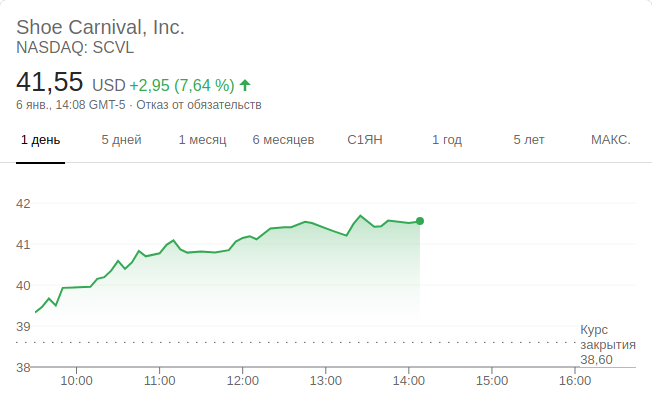 Shoe Carnival, Inc.
NASDAQ: SCVL
41,55 USD +2,95 (7,64 %)
6 янв., 14:08 GMT-5 · Отказ от обязательств
1 день 5 дней 1 месяц 6 месяцев С1ЯН 1 год 5 лет МАКС.
42
41
40
39
38
Курс
закрытия
38,60
10:00 11:00 12:00 13:00 14:00 15:00 16:00